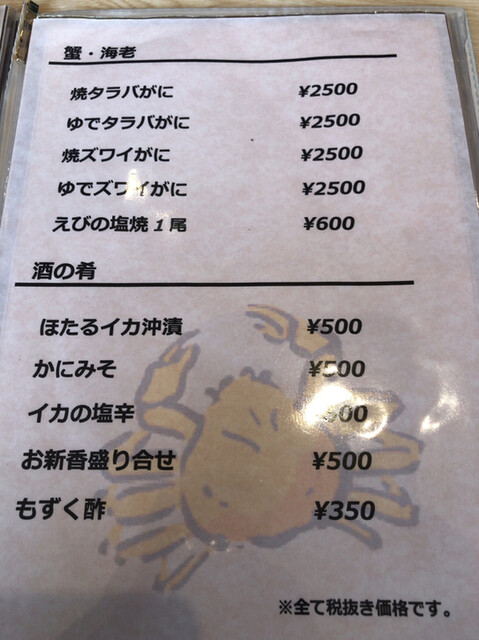 蟹・海老
焼タラバがに ¥2500
ゆでタラバがに ¥2500
焼ズワイがに ¥2500
ゆでズワイがに ¥2500
えびの塩焼1尾 ¥600
酒の肴
ほたるイカ沖漬 ¥500
かにみそ ¥500
イカの塩辛
お新香盛り合せ ¥500
もずく酢 ¥350
※全て税抜き価格です。